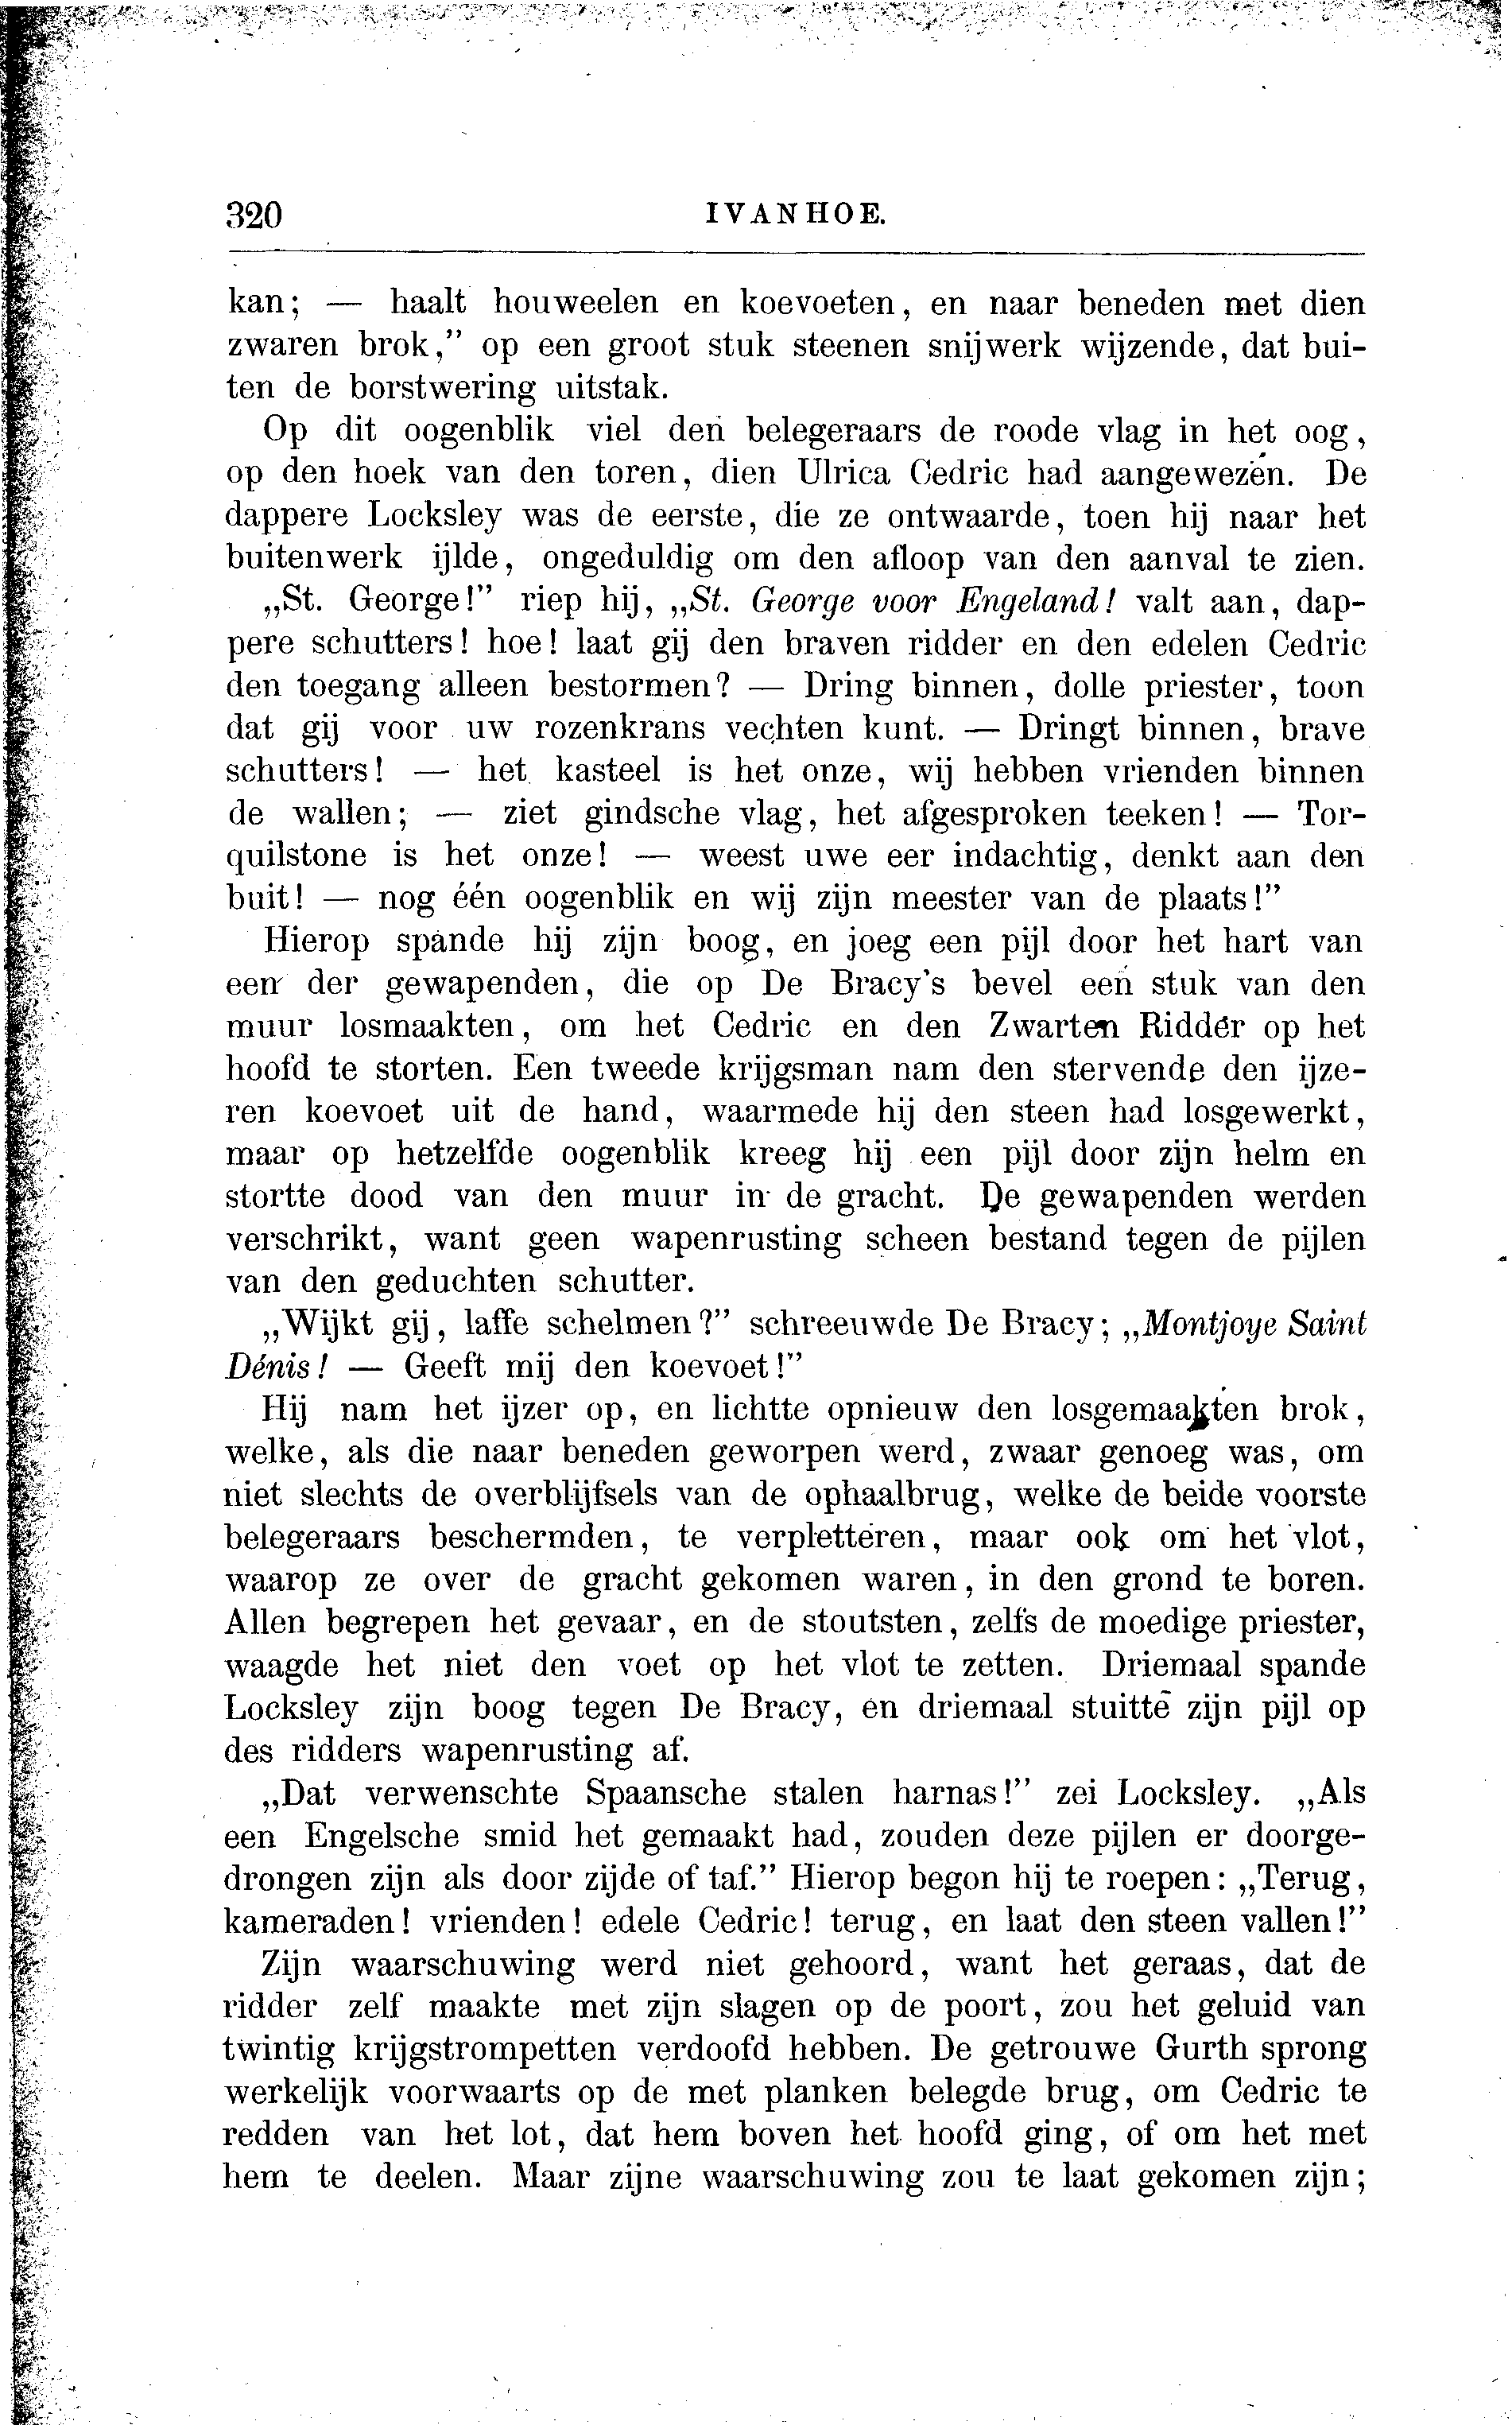 320 IVANHOE.
kan; — haalt houweelen en koevoeten, en naar beneden met dien
zwaren brok,” op een groot stuk steenen snijwerk wijzende, dat bui-
ten de borstwering uitstak.
Op dit oogenblik viel den belegeraars de roode vlag in het oog,
op den hoek van den toren, dien Ulrica Cedric had aangewezen. De
dappere Locksley was de eerste, die ze ontwaarde, toen hij naar het
buitenwerk ijlde, ongeduldig om den afloop van den aanval te zien.
„St. George!” riep hij, „St. George voor Engeland! valt aan, dap-
pere schutters! hoe! laat gij den braven ridder en den edelen Cedric
den toegang alleen bestormen? — Dring binnen, dolle priester, toon
dat gij voor uw rozenkrans vechten kunt. — Dringt binnen, brave
schutters! — het kasteel is het onze, wij hebben vrienden binnen
de wallen; — ziet gindsche vlag, het afgesproken teeken! — Tor-
quilstone is het onze! — weest uwe eer indachtig, denkt aan den
buit! — nog één oogenblik en wij zijn meester van de plaats!”
Hierop spande hij zijn boog, en joeg een pijl door het hart van
een der gewapenden, die op De Bracy's bevel een stuk van den
muur losmaakten, om het Cedric en den Zwarten Ridder op het
hoofd te storten. Een tweede krijgsman nam den stervende den ijze-
ren koevoet uit de hand, waarmede hij den steen had losgewerkt,
maar op hetzelfde oogenblik kreeg hij een pijl door zijn helm en
stortte dood van den muur in de gracht. De gewapenden werden
verschrikt, want geen wapenrusting scheen bestand tegen de pijlen
van den geduchten schutter.
„Wijkt gij, laffe schelmen?” schreeuwde De Bracy; „Montjoye Saint
Dénis! — Geeft mij den koevoet!”
Hij nam het ijzer op, en lichtte opnieuw den losgemaakten brok,
welke, als die naar beneden geworpen werd, zwaar genoeg was, om
niet slechts de overblijfsels van de ophaalbrug, welke de beide voorste
belegeraars beschermden, te verpletteren, maar ook om het vlot,
waarop ze over de gracht gekomen waren, in den grond te boren.
Allen begrepen het gevaar, en de stoutsten, zelfs de moedige priester,
waagde het niet den voet op het vlot te zetten. Driemaal spande
Locksley zijn boog tegen De Bracy, en driemaal stuitte zijn pijl op
des ridders wapenrusting af.
„Dat verwenschte Spaansche stalen harnas!” zei Locksley. „Als
een Engelsche smid het gemaakt had, zouden deze pijlen er doorge-
drongen zijn als door zijde of taf.” Hierop begon hij te roepen: „Terug,
kameraden! vrienden! edele Cedric! terug, en laat den steen vallen!”
Zijn waarschuwing werd niet gehoord, want het geraas, dat de
ridder zelf maakte met zijn slagen op de poort, zou het geluid van
twintig krijgstrompetten verdoofd hebben. De getrouwe Gurth sprong
werkelijk voorwaarts op de met planken belegde brug, om Cedric te
redden van het lot, dat hem boven het hoofd ging, of om het met
hem te deelen. Maar zijne waarschuwing zou te laat gekomen zijn;